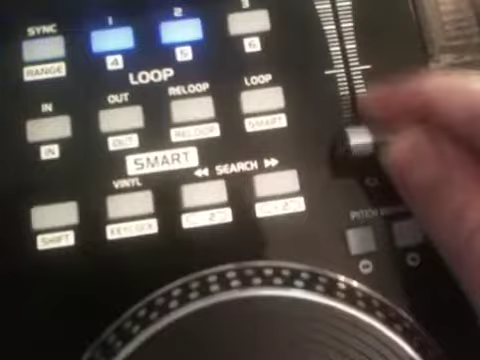 SYNC 1 2 3
RANGE 4 5 6
LOOP
IN OUT RELOOP LOOP
IN OUT RELOOP SMART
SMART
VINYL SEARCH
SHIFT KEYLOCK
PITCH